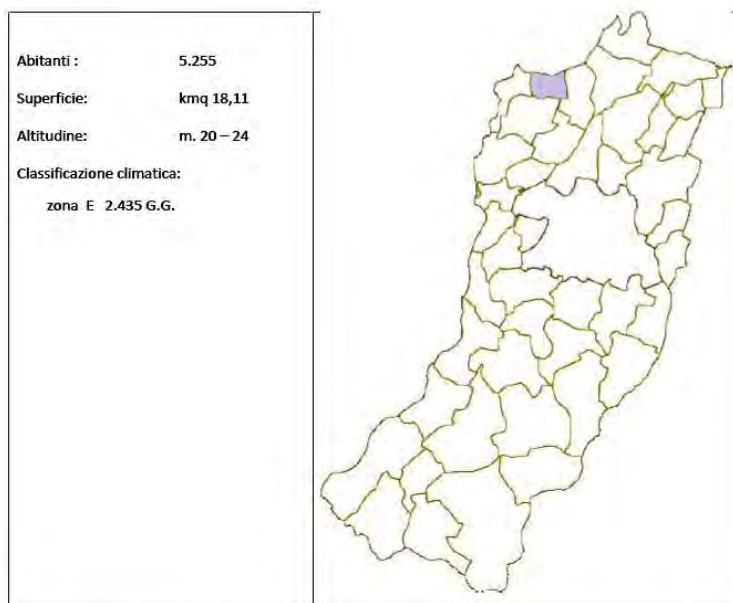 Abitanti : 5.255
Superficie: kmq 18,11
Altitudine: m. 20 – 24
Classificazione climatica:
zona E 2.435 G.G.